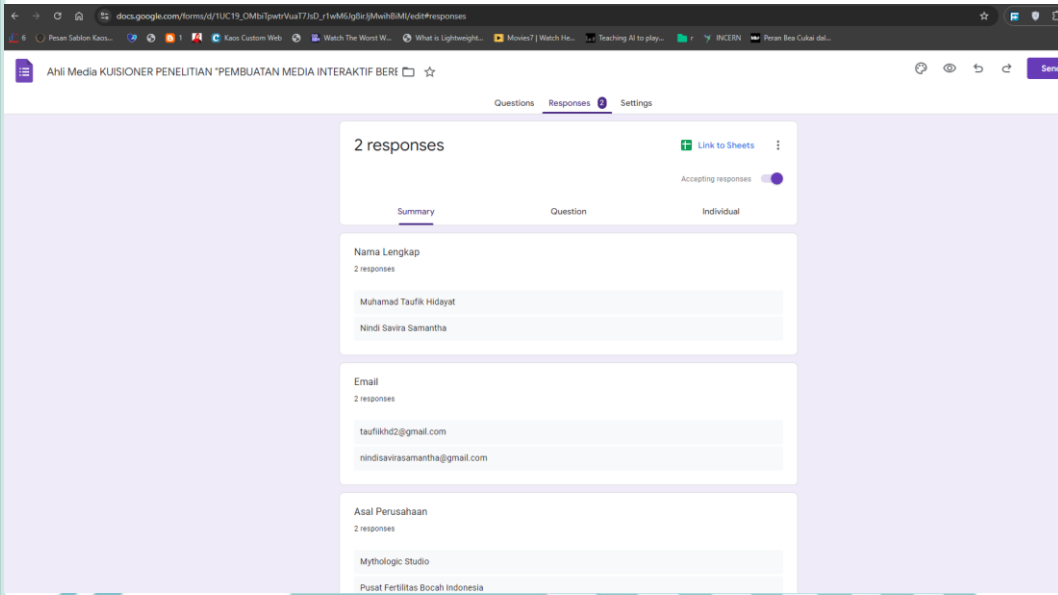 docs.google.com/forms/d/1UC19_OMbiTpwtrVuaT7JsD_r1wM6Jg8irJjMwihBiMI/edit#responses
6 Pesan Sablon Kaos... 1 Kaos Custom Web Watch The Worst W... What is Lightweight... Movies7 | Watch He... Teaching AI to play... r INCERN Peran Bea Cukai dal...
Ahli Media KUISIONER PENELITIAN "PEMBUATAN MEDIA INTERAKTIF BERE
Send
Questions Responses 2 Settings
2 responses
Link to Sheets
Accepting responses
Summary Question Individual
Nama Lengkap
2 responses
Muhamad Taufik Hidayat
Nindi Savira Samantha
Email
2 responses
taufiikhd2@gmail.com
nindisavirasamantha@gmail.com
Asal Perusahaan
2 responses
Mythologic Studio
Pusat Fertilitas Bocah Indonesia